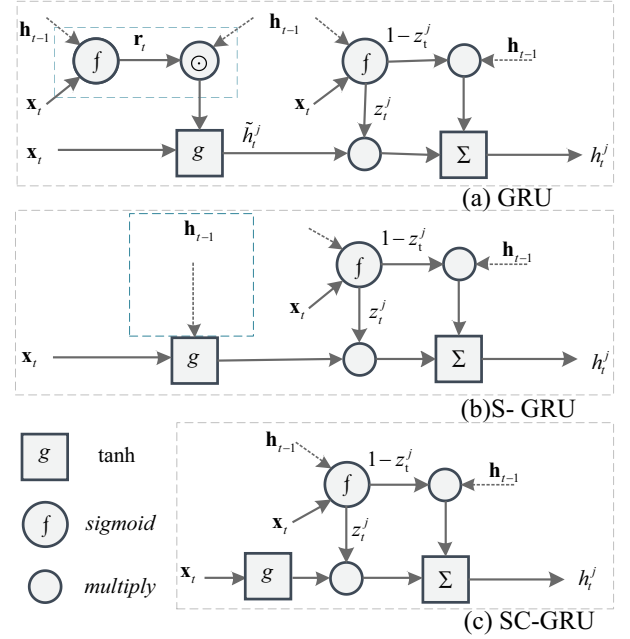 h_{t-1} r_t h_{t-1} 1-z_t^j h_{t-1}
f ⊙ f
x_t x_t z_t^j
x_t g \tilde{h}_t^j Σ h_t^j
(a) GRU
h_{t-1} 1-z_t^j h_{t-1}
f
x_t z_t^j
x_t g Σ h_t^j
(b)S- GRU
g tanh
f sigmoid
multiply
h_{t-1} 1-z_t^j h_{t-1}
f
x_t z_t^j
x_t g Σ h_t^j
(c) SC-GRU